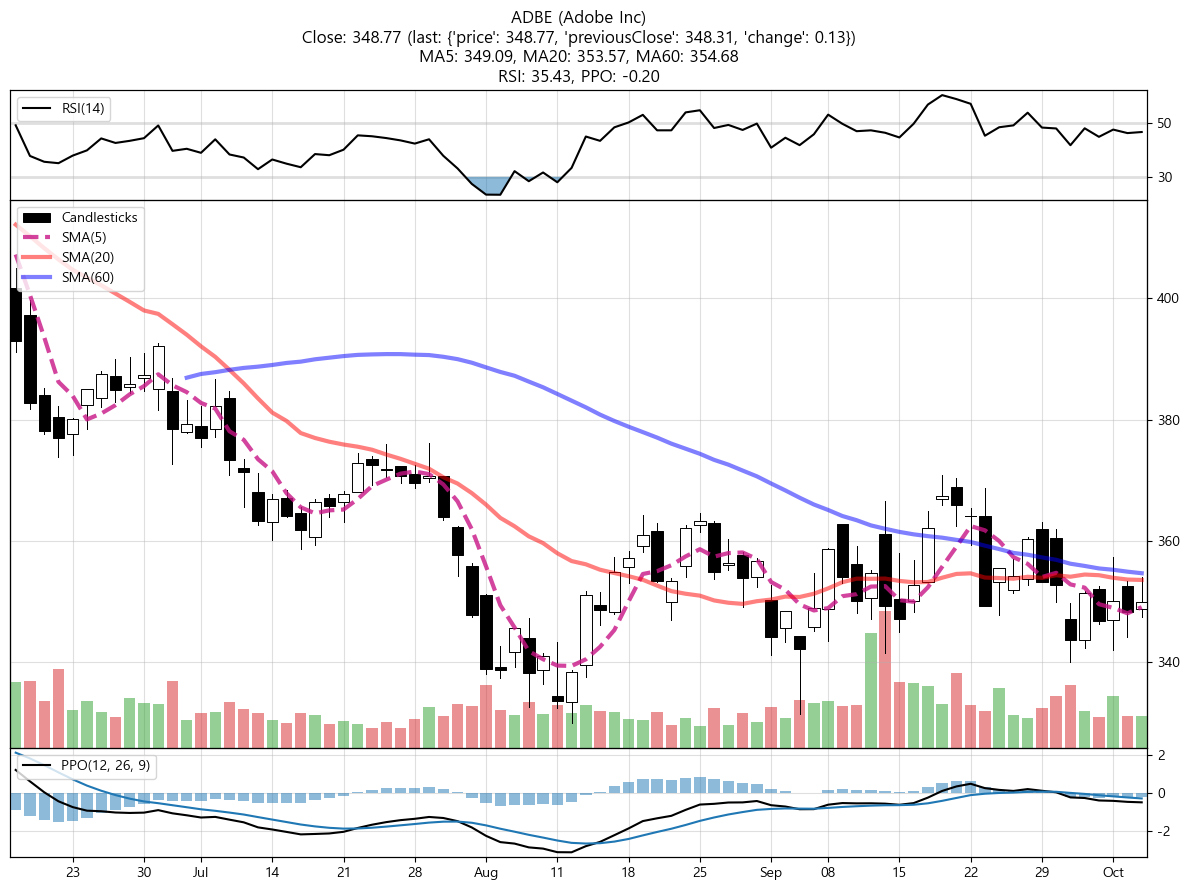 ADBE (Adobe Inc)
Close: 348.77 (last: {'price': 348.77, 'previousClose': 348.31, 'change': 0.13})
MA5: 349.09, MA20: 353.57, MA60: 354.68
RSI: 35.43, PPO: -0.20
RSI(14)
50
30
Candlesticks
SMA(5)
SMA(20)
SMA(60)
400
380
360
340
PPO(12, 26, 9)
2
0
-2
23 30 Jul 14 21 28 Aug 11 18 25 Sep 08 15 22 29 Oct